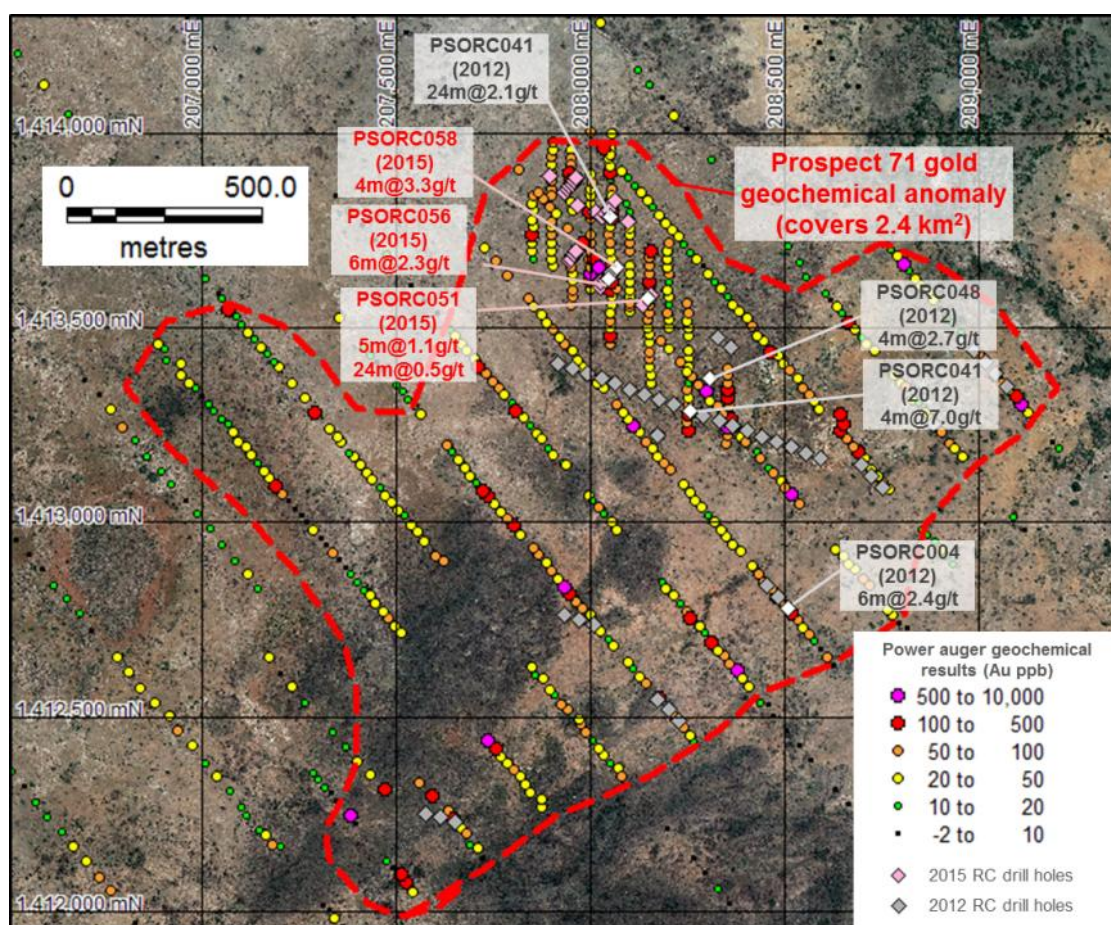 207,000 mE
207,500 mE
208,000 mE
208,500 mE
209,000 mE
1,414,000 mN
1,413,500 mN
1,413,000 mN
1,412,500 mN
1,412,000 mN
0 500.0
metres
PSORC041
(2012)
24m@2.1g/t
PSORC058
(2015)
4m@3.3g/t
PSORC056
(2015)
6m@2.3g/t
PSORC051
(2015)
5m@1.1g/t
24m@0.5g/t
Prospect 71 gold
geochemical anomaly
(covers 2.4 km²)
PSORC048
(2012)
4m@2.7g/t
PSORC041
(2012)
4m@7.0g/t
PSORC004
(2012)
6m@2.4g/t
Power auger geochemical
results (Au ppb)
500 to 10,000
100 to 500
50 to 100
20 to 50
10 to 20
-2 to 10
2015 RC drill holes
2012 RC drill holes